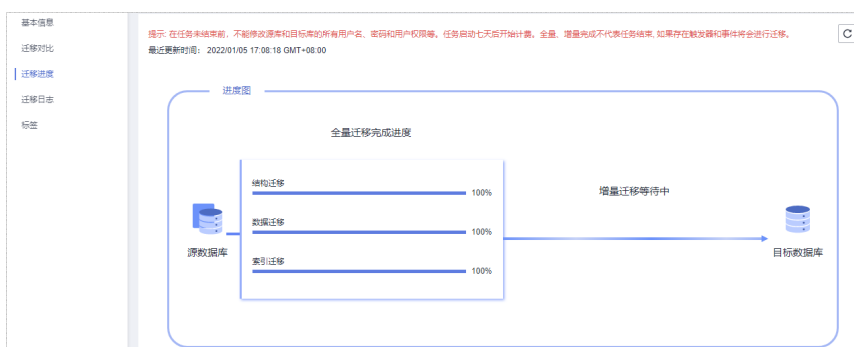 基本信息
迁移对比
迁移进度
迁移日志
标签
提示: 在任务未结束前，不能修改源库和目标库的所有用户名、密码和用户权限等。任务启动七天后开始计费。全量、增量完成不代表任务结束, 如果存在触发器和事件将会进行迁移。
最近更新时间： 2022/01/05 17:08:18 GMT+08:00
进度图
全量迁移完成进度
结构迁移
100%
数据迁移
100%
索引迁移
100%
增量迁移等待中
源数据库
目标数据库